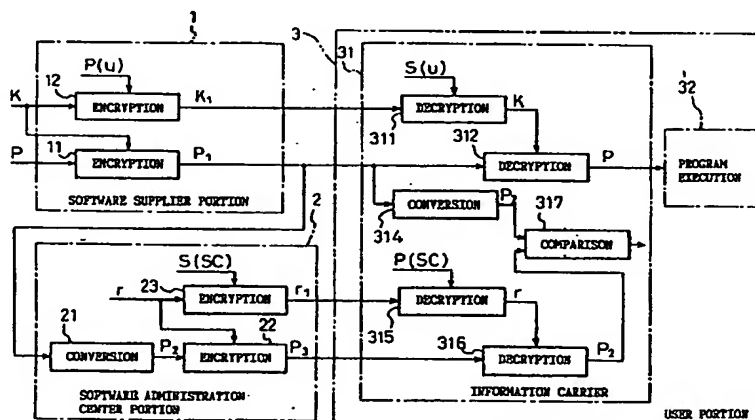 1
3
31
P(u)
S(u)
32
12
K
ENCRYPTION
K₁
DECRYPTION
K
311
312
11
P
ENCRYPTION
P₁
DECRYPTION
P
PROGRAM
EXECUTION
SOFTWARE SUPPLIER PORTION
2
CONVERSION
P₂
317
314
COMPARISON
S(SC)
P(SC)
r
23
ENCRYPTION
r₁
DECRYPTION
r
21
22
315
316
CONVERSION
P₂
ENCRYPTION
P₃
DECRYPTION
P₂
SOFTWARE ADMINISTRATION
CENTER PORTION
INFORMATION CARRIER
USER PORTION